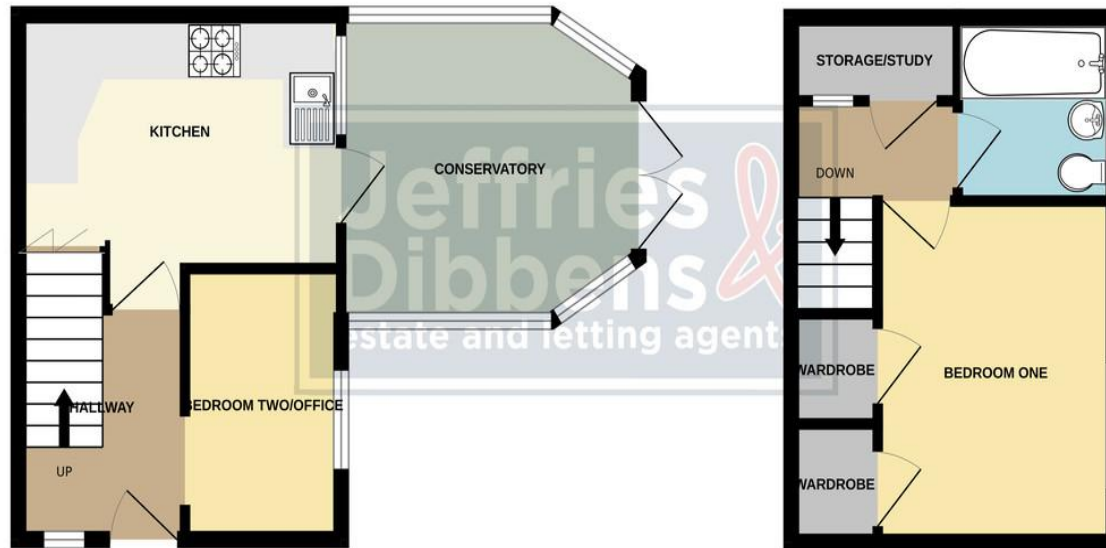 KITCHEN
CONSERVATORY
HALLWAY
BEDROOM TWO/OFFICE
UP
Jeffries
& Dibbens
estate and letting agents
STORAGE/STUDY
DOWN
WARDROBE
BEDROOM ONE
WARDROBE